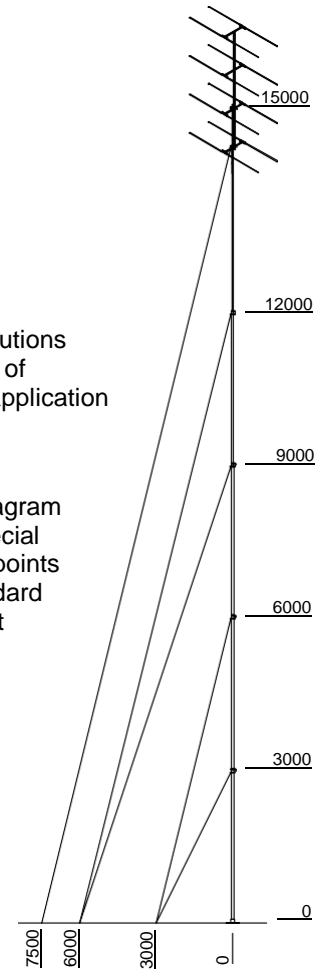 15000
12000
utions
of
pplication
9000
agram
ecial
points
dard
t
6000
3000
0
7500
6000
3000
0